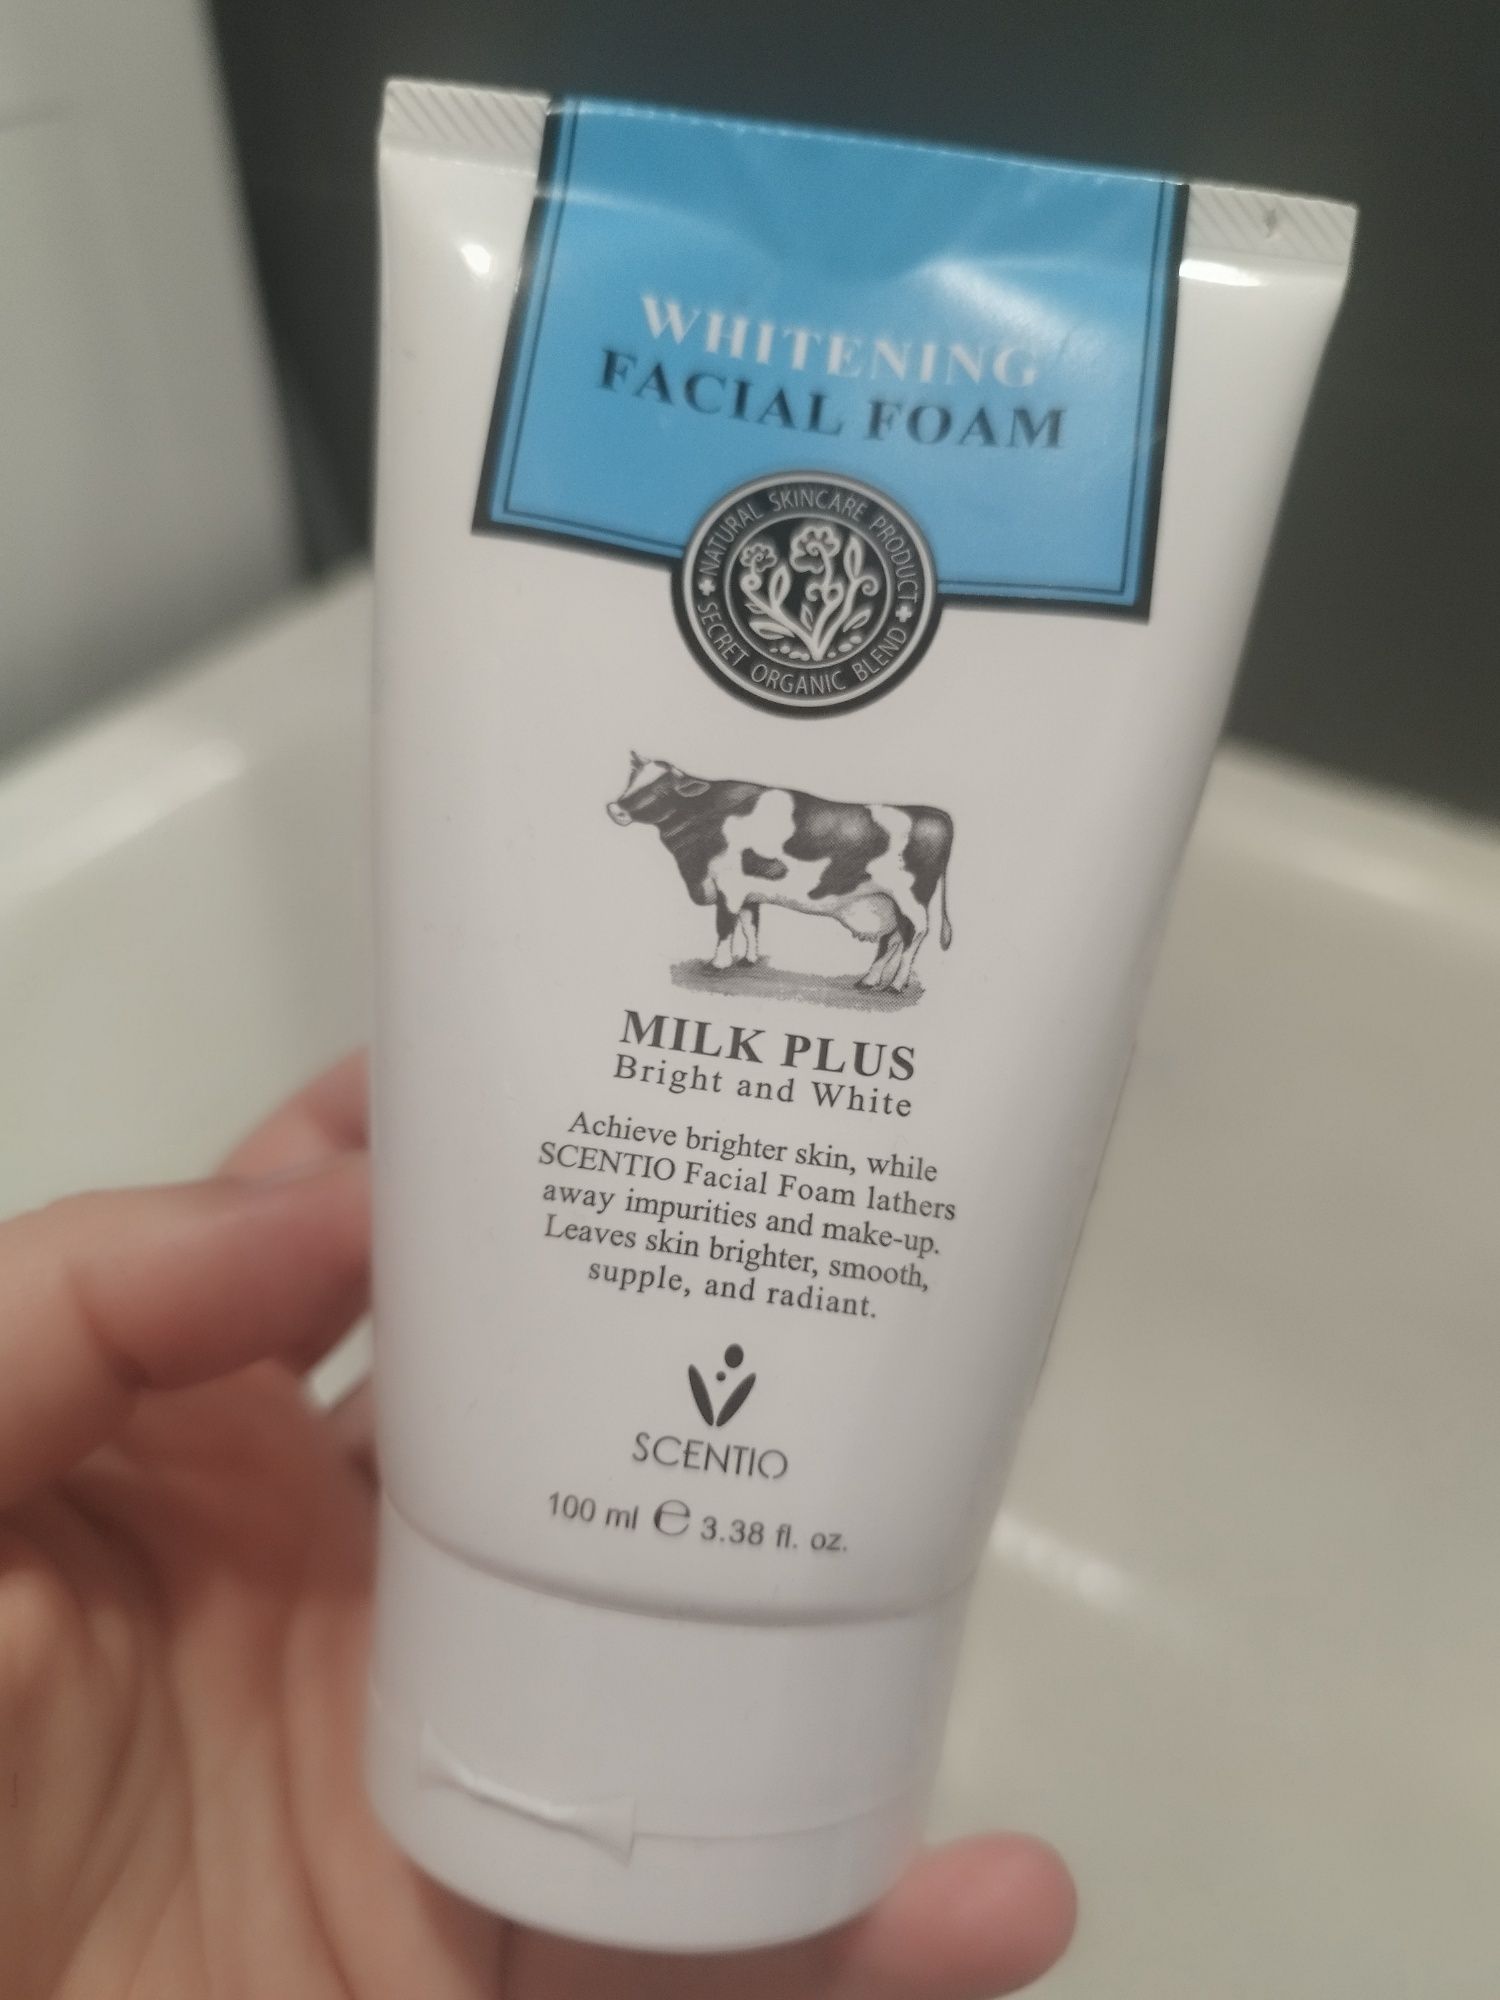 WHITENING
FACIAL FOAM
NATURAL SKINCARE PRODUCT
SECRET ORGANIC BLEND
MILK PLUS
Bright and White
Achieve brighter skin, while
SCENTIO Facial Foam lathers
away impurities and make-up.
Leaves skin brighter, smooth,
supple, and radiant.
SCENTIO
100 ml ℮ 3.38 fl. oz.